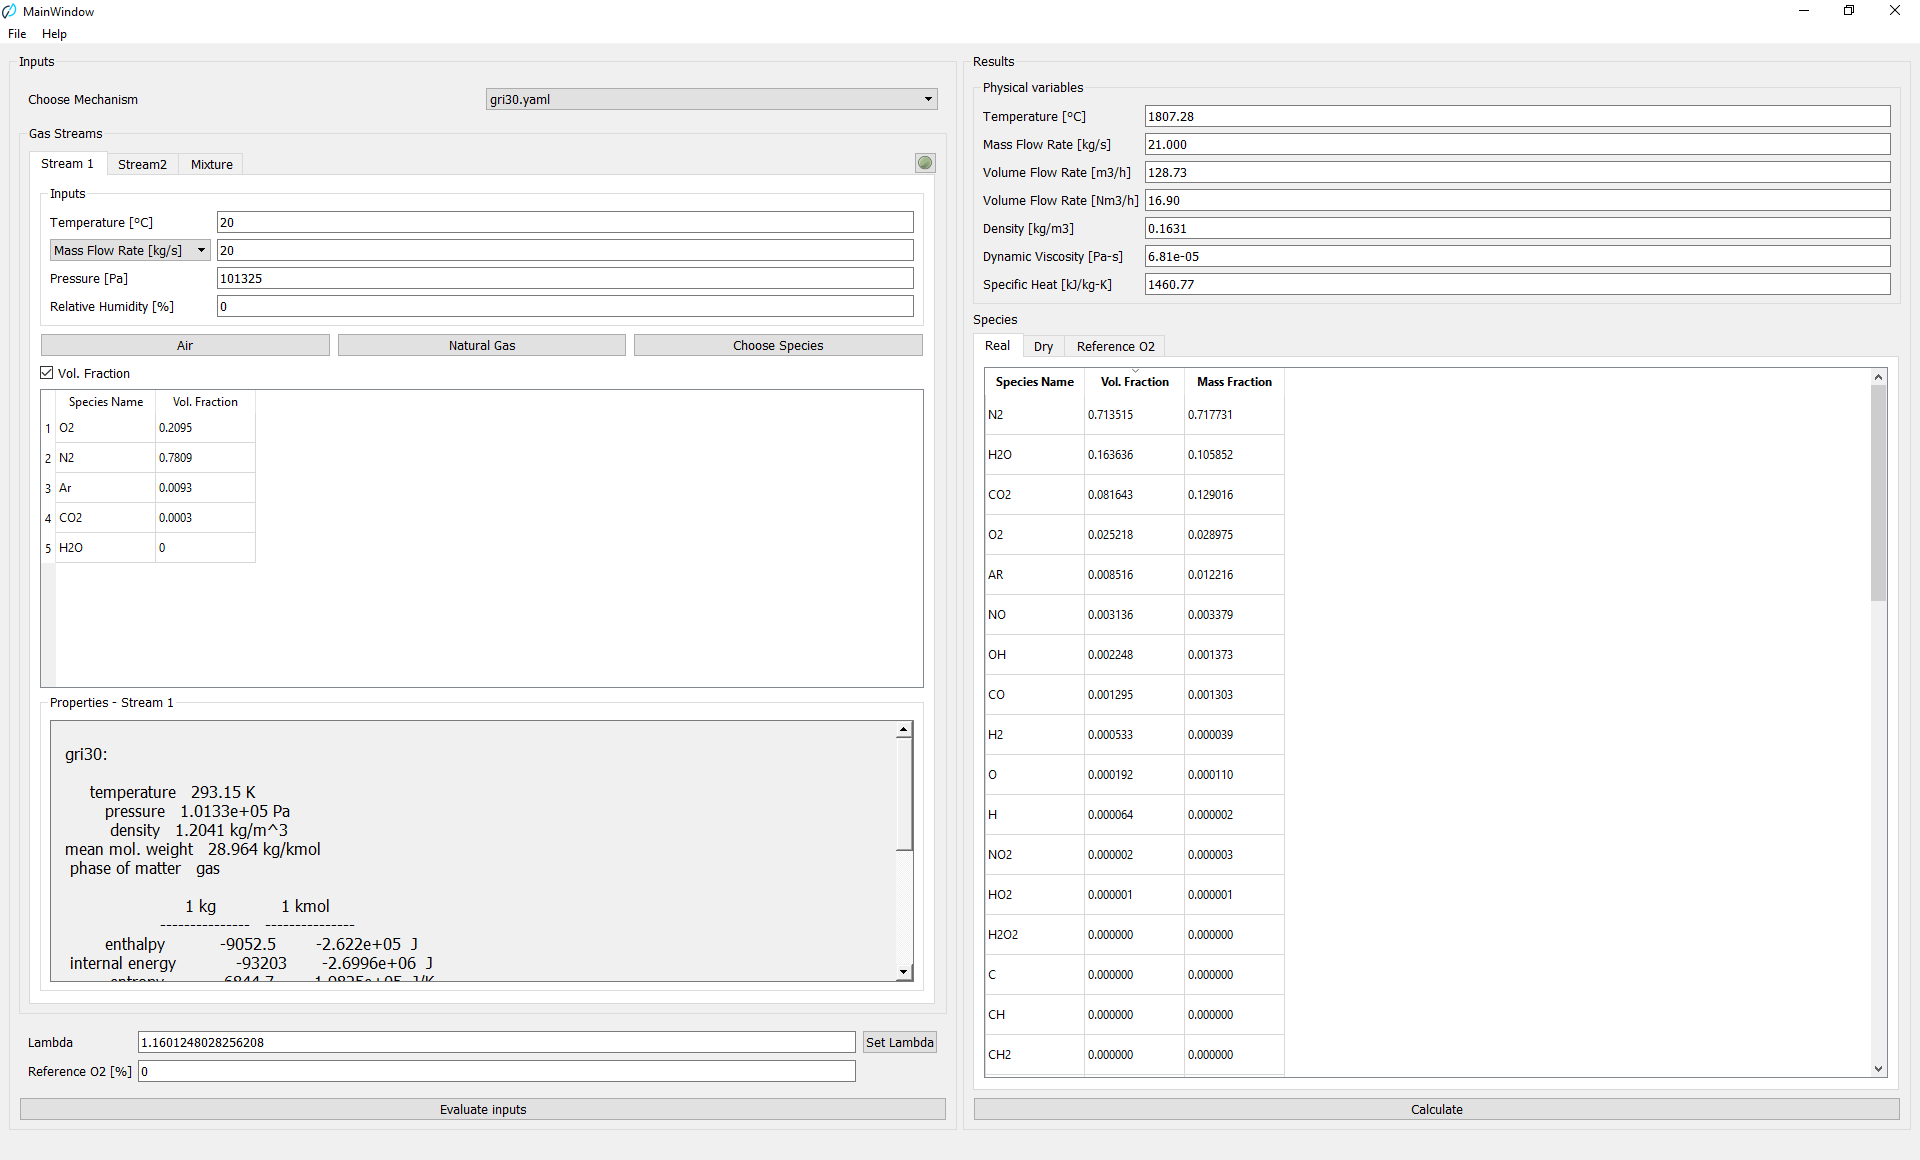 MainWindow
File Help
Inputs
Choose Mechanism gri30.yaml
Gas Streams
Stream 1 Stream2 Mixture
Inputs
Temperature [°C] 20
Mass Flow Rate [kg/s] 20
Pressure [Pa] 101325
Relative Humidity [%] 0
Air Natural Gas Choose Species
Vol. Fraction
Species Name Vol. Fraction
1 O2 0.2095
2 N2 0.7809
3 Ar 0.0093
4 CO2 0.0003
5 H2O 0
Properties - Stream 1
gri30:
temperature 293.15 K
pressure 1.0133e+05 Pa
density 1.2041 kg/m^3
mean mol. weight 28.964 kg/kmol
phase of matter gas
1 kg 1 kmol
--------------- ---------------
enthalpy -9052.5 -2.622e+05 J
internal energy -93203 -2.6996e+06 J
entropy 6844.7 1.9825e+05 J/K
Lambda 1.1601248028256208 Set Lambda
Reference O2 [%] 0
Evaluate inputs
Results
Physical variables
Temperature [°C] 1807.28
Mass Flow Rate [kg/s] 21.000
Volume Flow Rate [m3/h] 128.73
Volume Flow Rate [Nm3/h] 16.90
Density [kg/m3] 0.1631
Dynamic Viscosity [Pa-s] 6.81e-05
Specific Heat [kJ/kg-K] 1460.77
Species
Real Dry Reference O2
Species Name Vol. Fraction Mass Fraction
N2 0.713515 0.717731
H2O 0.163636 0.105852
CO2 0.081643 0.129016
O2 0.025218 0.028975
AR 0.008516 0.012216
NO 0.003136 0.003379
OH 0.002248 0.001373
CO 0.001295 0.001303
H2 0.000533 0.000039
O 0.000192 0.000110
H 0.000064 0.000002
NO2 0.000002 0.000003
HO2 0.000001 0.000001
H2O2 0.000000 0.000000
C 0.000000 0.000000
CH 0.000000 0.000000
CH2 0.000000 0.000000
Calculate